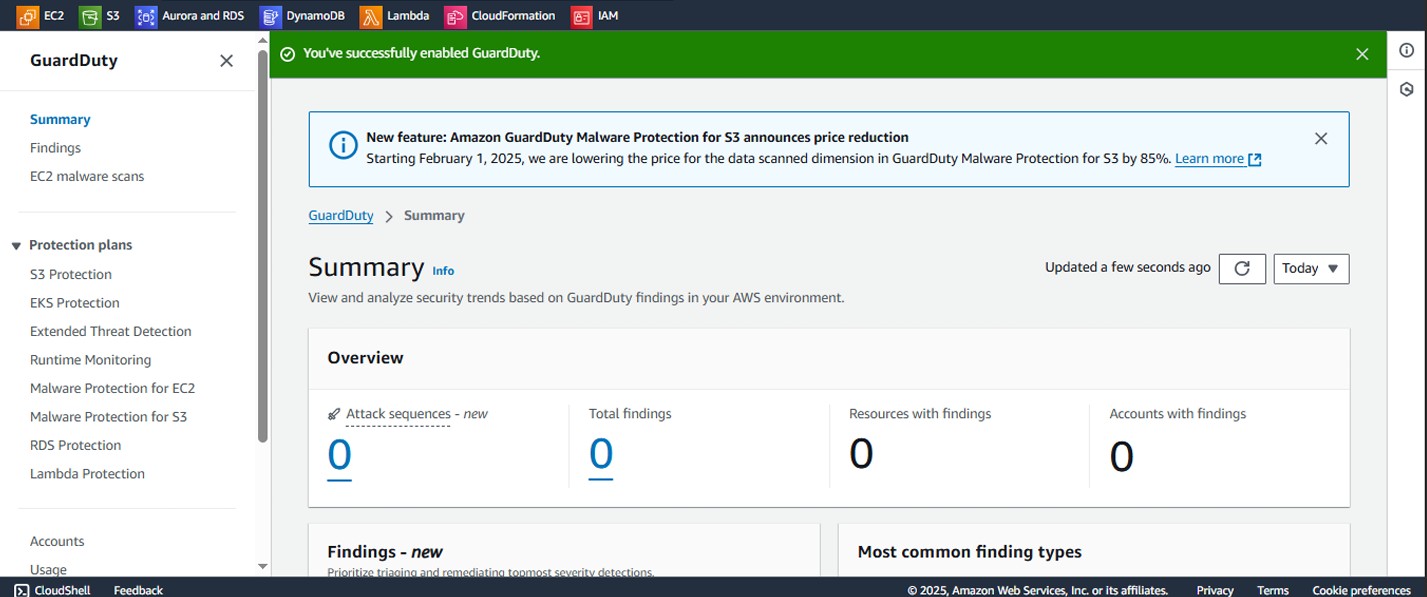 EC2 S3 Aurora and RDS DynamoDB Lambda CloudFormation IAM
GuardDuty
You've successfully enabled GuardDuty.
Summary
Findings
EC2 malware scans
Protection plans
S3 Protection
EKS Protection
Extended Threat Detection
Runtime Monitoring
Malware Protection for EC2
Malware Protection for S3
RDS Protection
Lambda Protection
Accounts
Usage
New feature: Amazon GuardDuty Malware Protection for S3 announces price reduction
Starting February 1, 2025, we are lowering the price for the data scanned dimension in GuardDuty Malware Protection for S3 by 85%. Learn more
GuardDuty > Summary
Summary Info
Updated a few seconds ago Today
View and analyze security trends based on GuardDuty findings in your AWS environment.
Overview
Attack sequences - new
0
Total findings
0
Resources with findings
0
Accounts with findings
0
Findings - new
Prioritize triaging and remediating topmost severity detections.
Most common finding types
CloudShell Feedback © 2025, Amazon Web Services, Inc. or its affiliates. Privacy Terms Cookie preferences